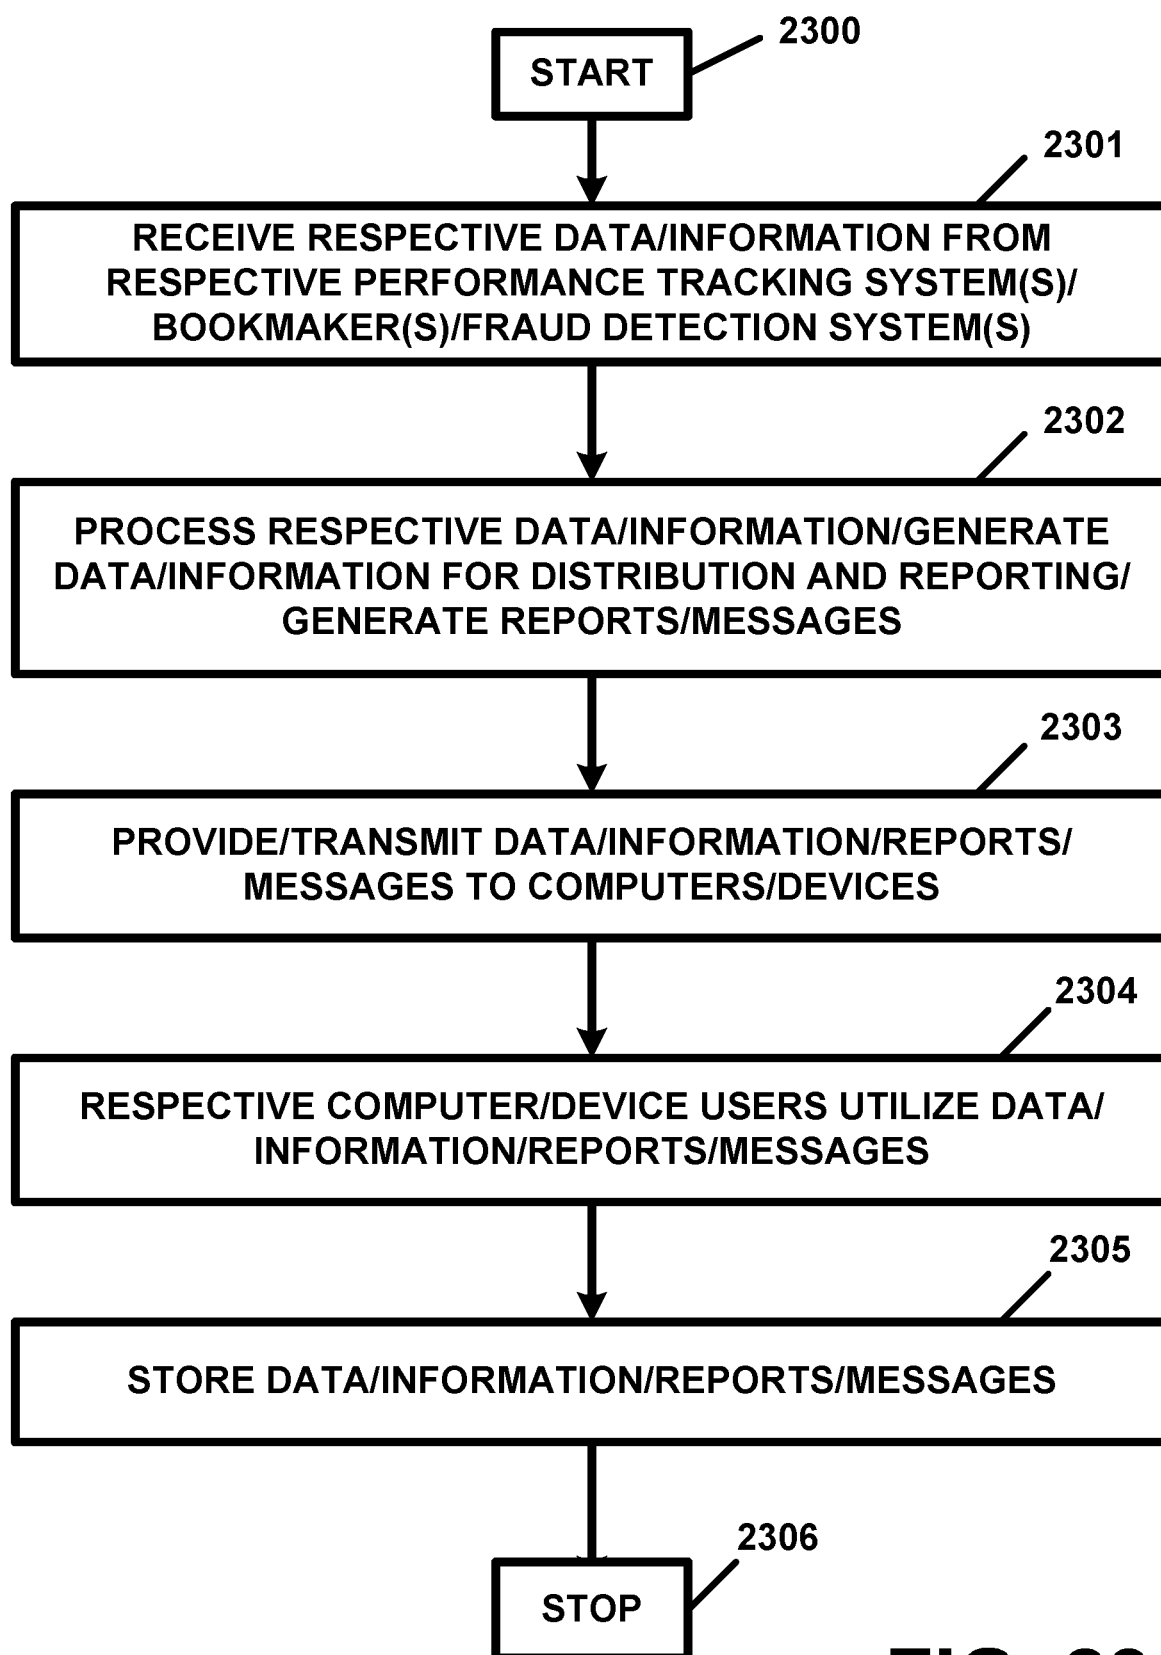 START
2300
2301
RECEIVE RESPECTIVE DATA/INFORMATION FROM
RESPECTIVE PERFORMANCE TRACKING SYSTEM(S)/
BOOKMAKER(S)/FRAUD DETECTION SYSTEM(S)
2302
PROCESS RESPECTIVE DATA/INFORMATION/GENERATE
DATA/INFORMATION FOR DISTRIBUTION AND REPORTING/
GENERATE REPORTS/MESSAGES
2303
PROVIDE/TRANSMIT DATA/INFORMATION/REPORTS/
MESSAGES TO COMPUTERS/DEVICES
2304
RESPECTIVE COMPUTER/DEVICE USERS UTILIZE DATA/
INFORMATION/REPORTS/MESSAGES
2305
STORE DATA/INFORMATION/REPORTS/MESSAGES
2306
STOP